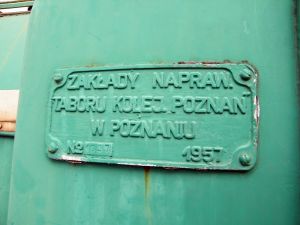 ZAKŁADY NAPRAW.
TABORU KOLEJ. POZNAŃ
W POZNANIU
No 1957